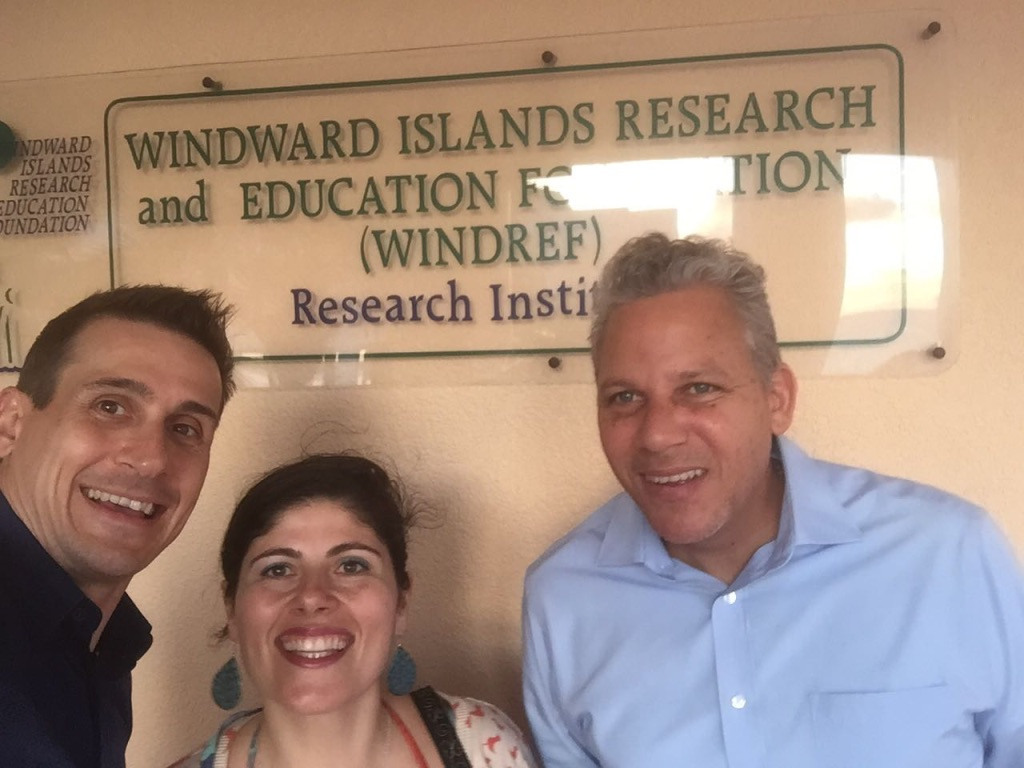 WINDWARD ISLANDS RESEARCH
and EDUCATION
(WINDREF)
Research
ISLANDS
RESEARCH
EDUCATION